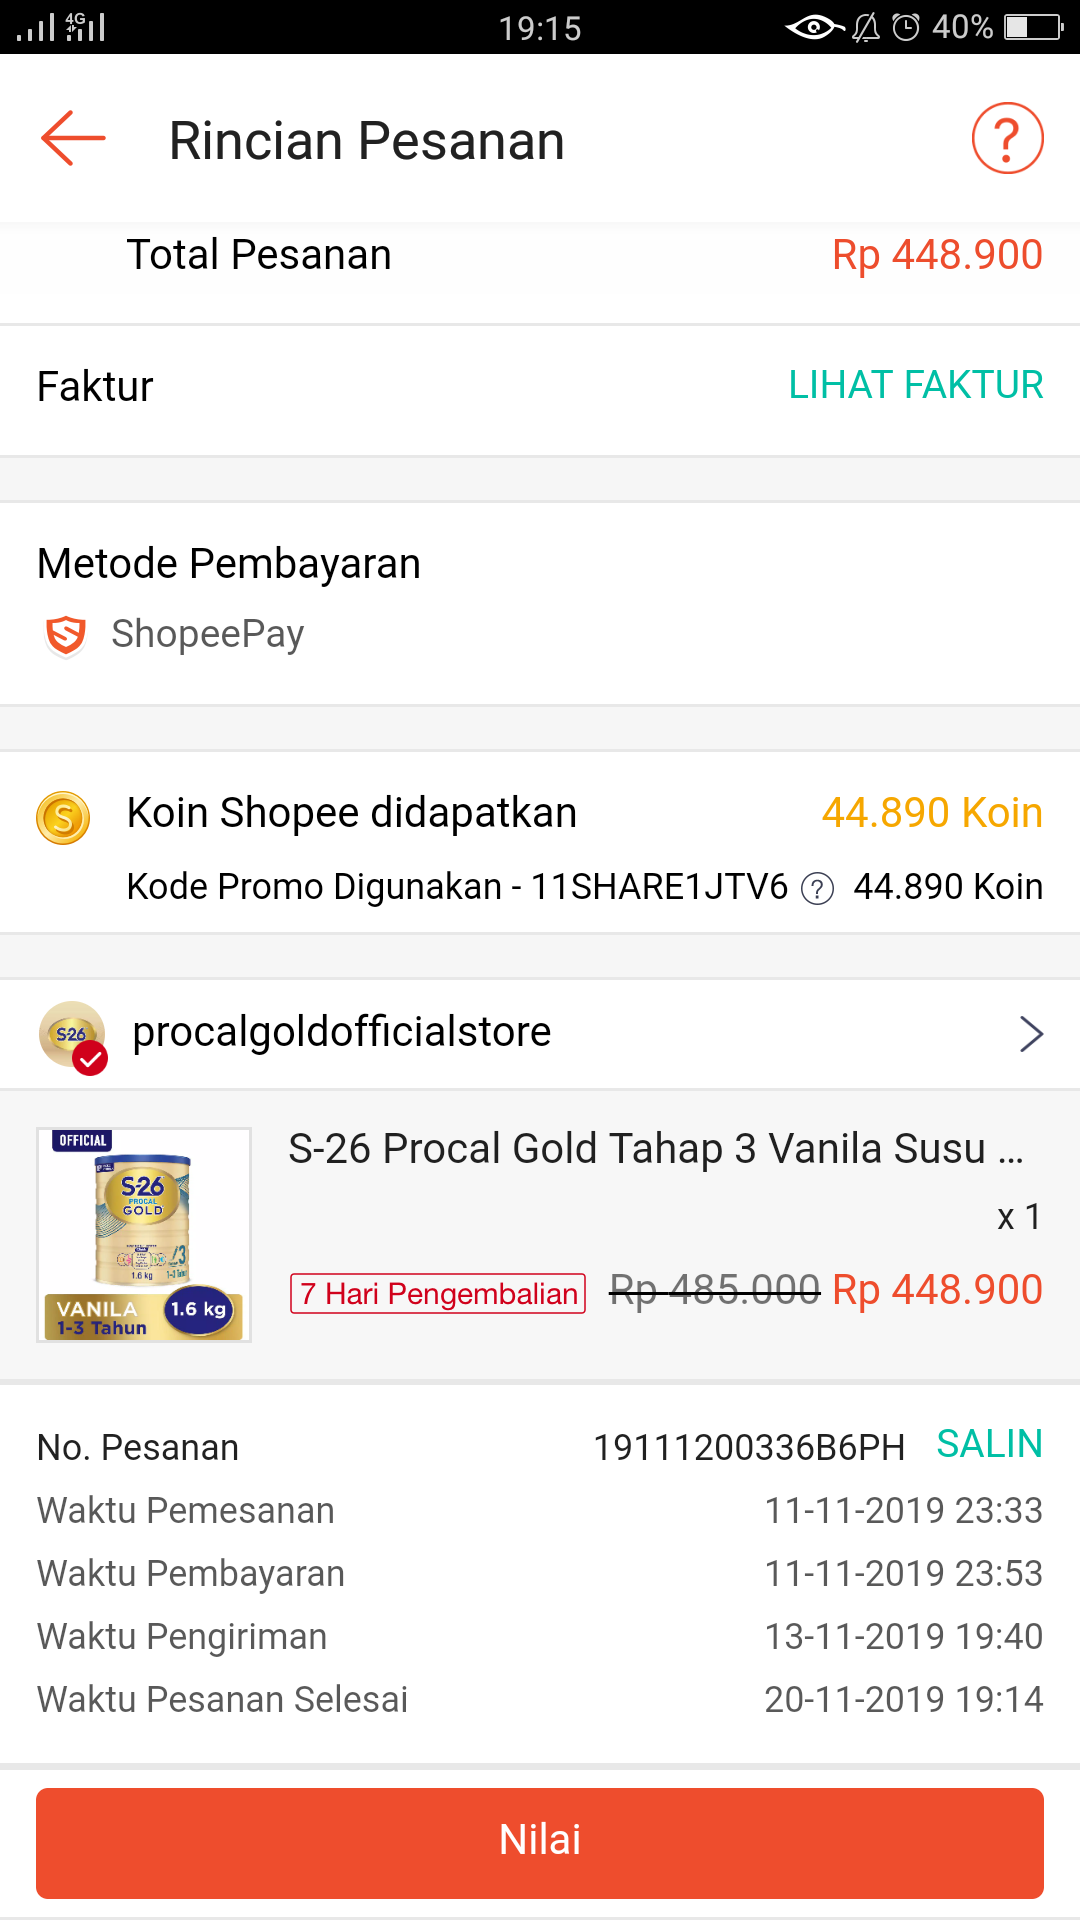 4G 19:15 40%
Rincian Pesanan ?
Total Pesanan Rp 448.900
Faktur LIHAT FAKTUR
Metode Pembayaran
ShopeePay
Koin Shopee didapatkan 44.890 Koin
Kode Promo Digunakan - 11SHARE1JTV6 ? 44.890 Koin
S-26 procalgoldofficialstore
OFFICIAL
S-26
PROCAL
GOLD
3
1.6 kg
VANILA 1.6 kg
1-3 Tahun
S-26 Procal Gold Tahap 3 Vanila Susu ...
x 1
7 Hari Pengembalian Rp 485.000 Rp 448.900
No. Pesanan 19111200336B6PH SALIN
Waktu Pemesanan 11-11-2019 23:33
Waktu Pembayaran 11-11-2019 23:53
Waktu Pengiriman 13-11-2019 19:40
Waktu Pesanan Selesai 20-11-2019 19:14
Nilai